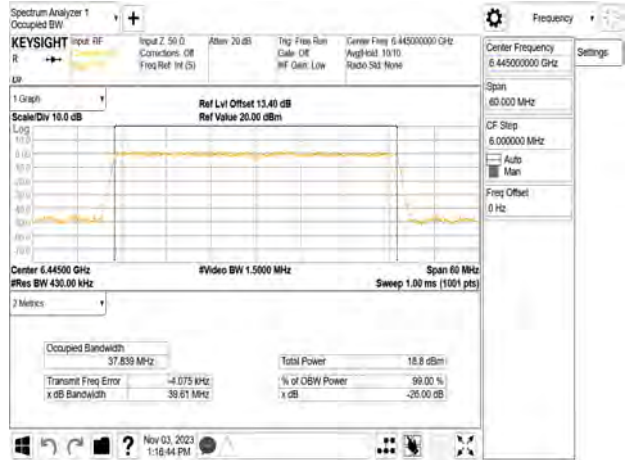 Spectrum Analyzer 1
Occupied BW
Frequency
KEYSIGHT Input: RF
Input Z: 50 Ω
Atten: 20 dB
Trig: Free Run
Center Freq: 6.445000000 GHz
R
Corrections: Off
Gate: Off
Avg|Hold: 10/10
Freq Ref: Int (S)
#IF Gain: Low
Radio Std: None
Center Frequency
6.445000000 GHz
Settings
Span
60.000 MHz
CF Step
6.000000 MHz
Auto
Man
Freq Offset
0 Hz
1 Graph
Ref Lvl Offset 13.40 dB
Scale/Div 10.0 dB
Ref Value 20.00 dBm
Log
Center 6.44500 GHz
#Video BW 1.5000 MHz
Span 60 MHz
#Res BW 430.00 kHz
Sweep 1.00 ms (1001 pts)
2 Metrics
Occupied Bandwidth
37.839 MHz
Total Power
18.8 dBm
Transmit Freq Error
-4.075 kHz
% of OBW Power
99.00 %
x dB Bandwidth
39.61 MHz
x dB
-26.00 dB
?
Nov 03, 2023
1:16:44 PM